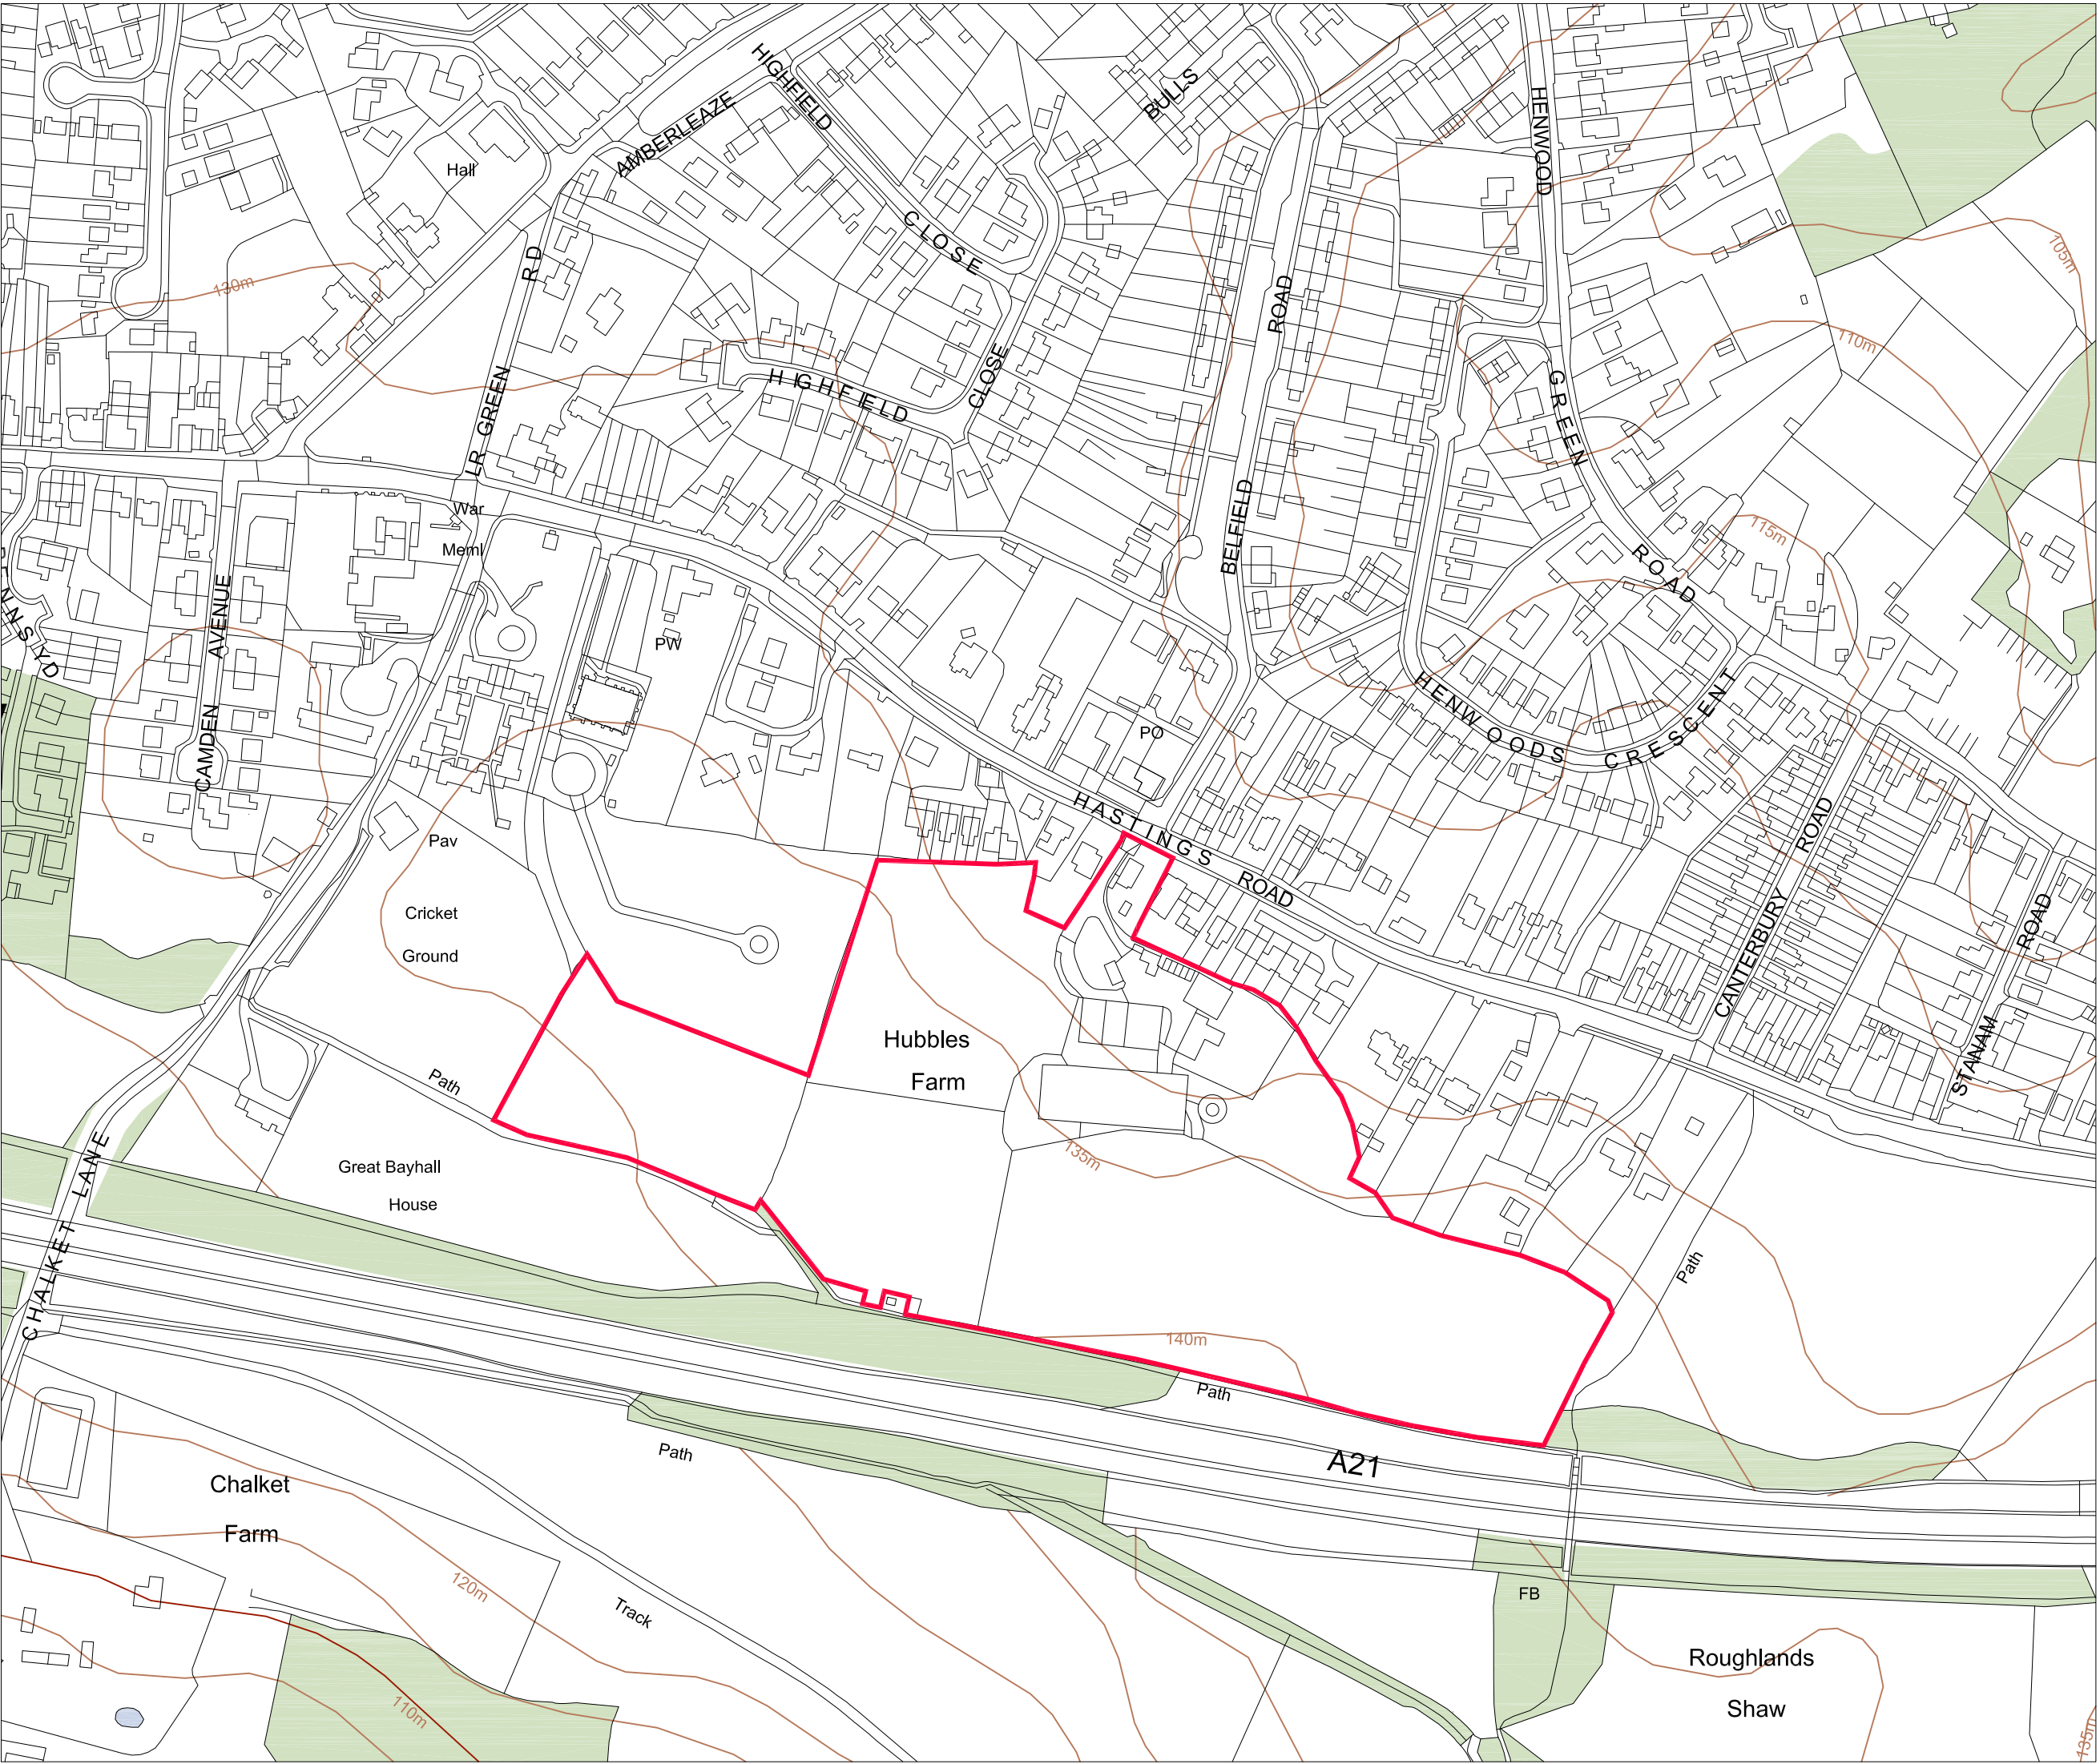 HIGHFIELD
AMBERLEAZE
BULLS
HENWOOD
Hall
CLOSE
RD
105m
130m
ROAD
110m
HIGHFIELD
CLOSE
GREEN
LR GREEN
War
Meml
BELFIELD
115m
ROAD
AVENUE
NNS YD
PW
HENWOODS CRESCENT
PO
CAMDEN
HASTINGS
ROAD
ROAD
Pav
Cricket
Ground
CANTERBURY
ROAD
STANAM
Hubbles
Farm
Path
135m
Great Bayhall
House
LANE
CHALKET
Path
140m
Path
A21
Path
Chalket
Farm
120m
Track
FB
Roughlands
Shaw
110m
135m